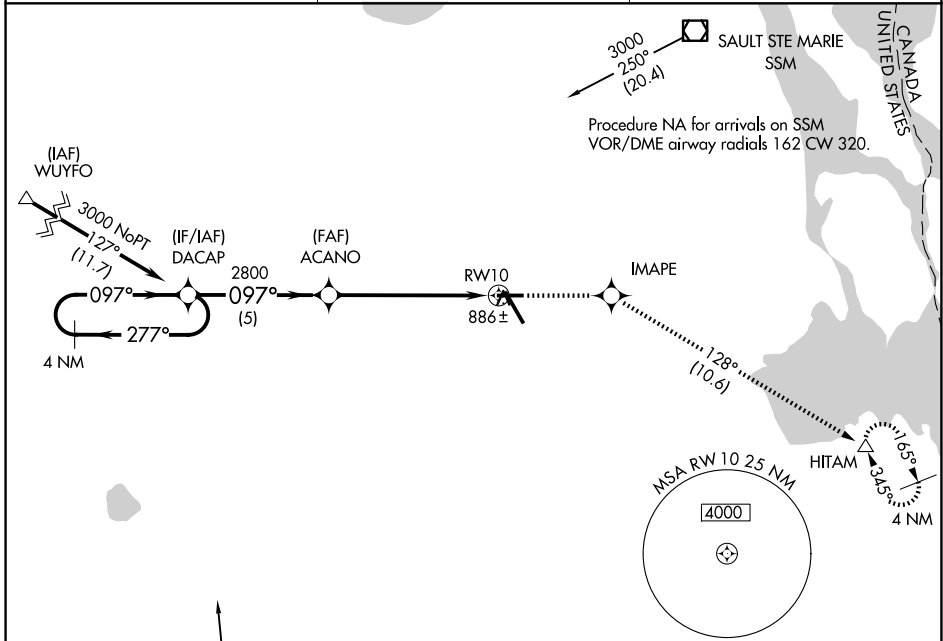 3000
250°
(20.4)
SAULT STE MARIE
SSM
CANADA
UNITED STATES
Procedure NA for arrivals on SSM
VOR/DME airway radials 162 CW 320.
(IAF)
WUYFO
3000 NoPT
127°
(11.7)
(IF/IAF)
DACAP
2800
097°
(5)
(FAF)
ACANO
RW10
886±
IMAPE
097°
277°
4 NM
128°
(10.6)
HITAM
165°
345°
4 NM
MSA RW 10 25 NM
4000